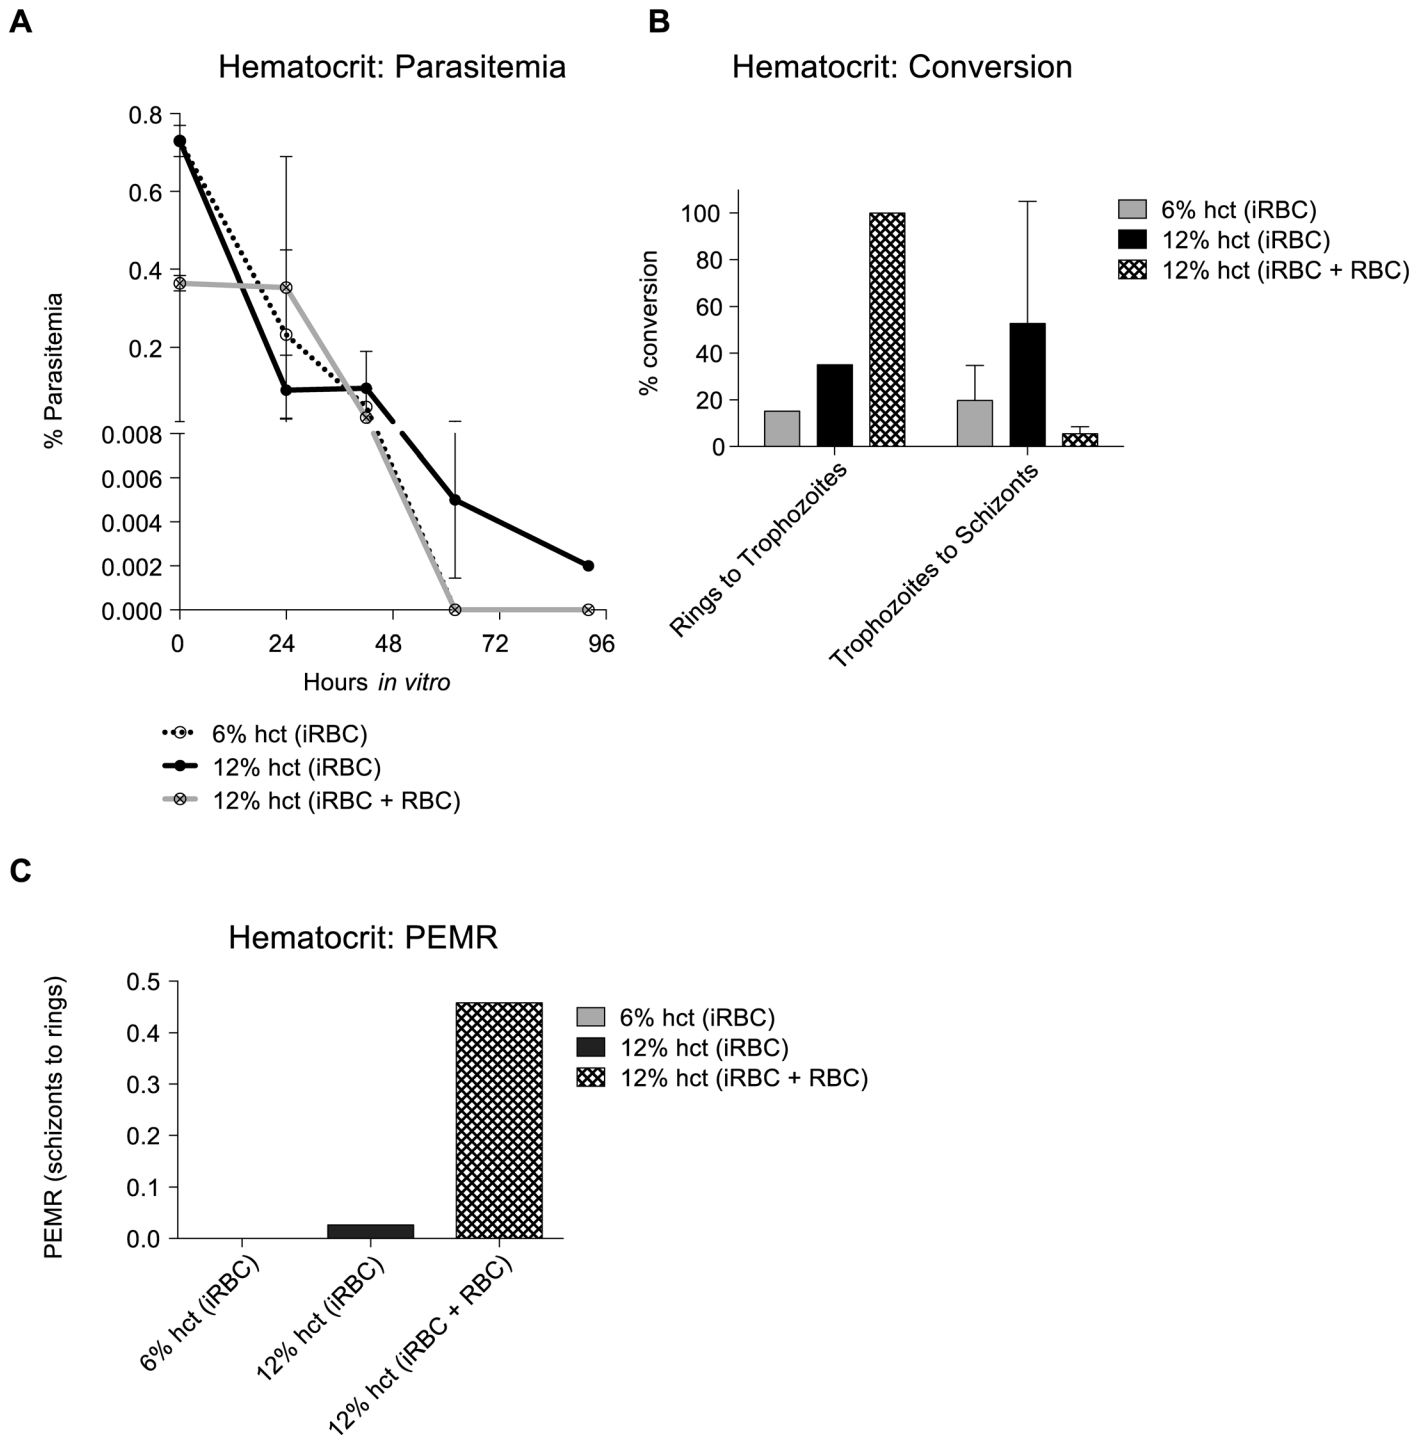 A
Hematocrit: Parasitemia
0.8
0.6
0.4
0.2
0.008
0.006
0.004
0.002
0.000
% Parasitemia
0 24 48 72 96
Hours in vitro
6% hct (iRBC)
12% hct (iRBC)
12% hct (iRBC + RBC)
B
Hematocrit: Conversion
100
80
60
40
20
0
% conversion
Rings to Trophozoites
Trophozoites to Schizonts
6% hct (iRBC)
12% hct (iRBC)
12% hct (iRBC + RBC)
C
Hematocrit: PEMR
0.5
0.4
0.3
0.2
0.1
0.0
PEMR (schizonts to rings)
6% hct (iRBC)
12% hct (iRBC)
12% hct (iRBC + RBC)
6% hct (iRBC)
12% hct (iRBC)
12% hct (iRBC + RBC)